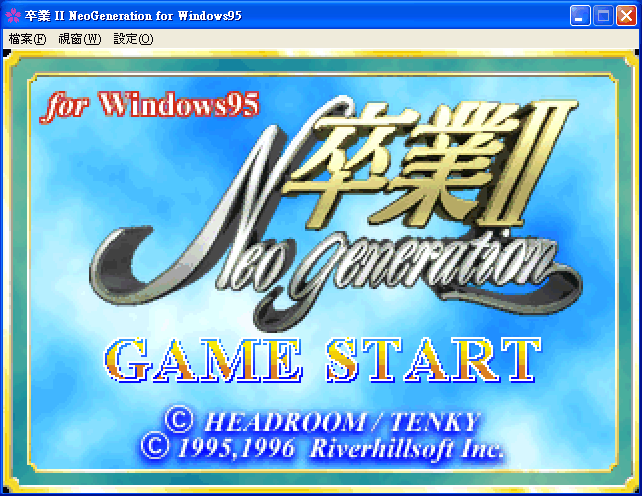 卒業 II NeoGeneration for Windows95
檔案(F) 視窗(W) 設定(O)
for Windows95
卒業II
Neo generation
GAME START
© HEADROOM / TENKY
© 1995,1996 Riverhillsoft Inc.